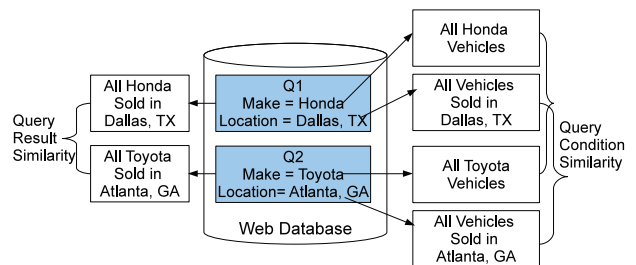 Query
Result
Similarity
All Honda
Sold in
Dallas, TX
All Toyota
Sold in
Atlanta, GA
Q1
Make = Honda
Location = Dallas, TX
Q2
Make = Toyota
Location= Atlanta, GA
Web Database
All Honda
Vehicles
All Vehicles
Sold in
Dallas, TX
All Toyota
Vehicles
All Vehicles
Sold in
Atlanta, GA
Query
Condition
Similarity